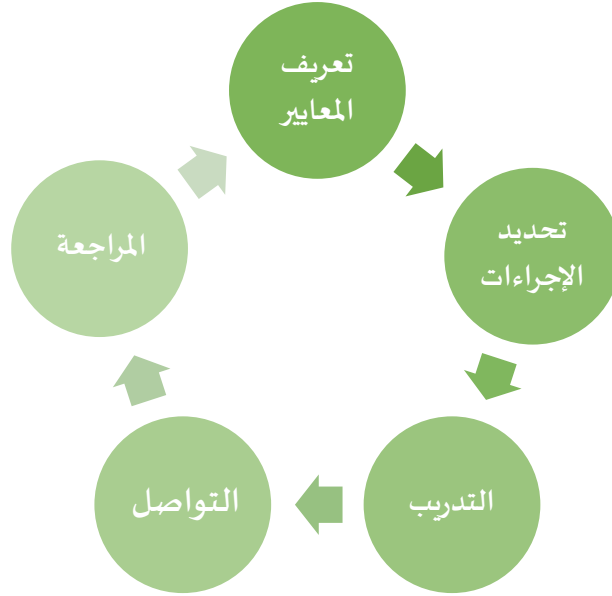 تعريف
المعايير
تحديد
الإجراءات
التدريب
التواصل
المراجعة